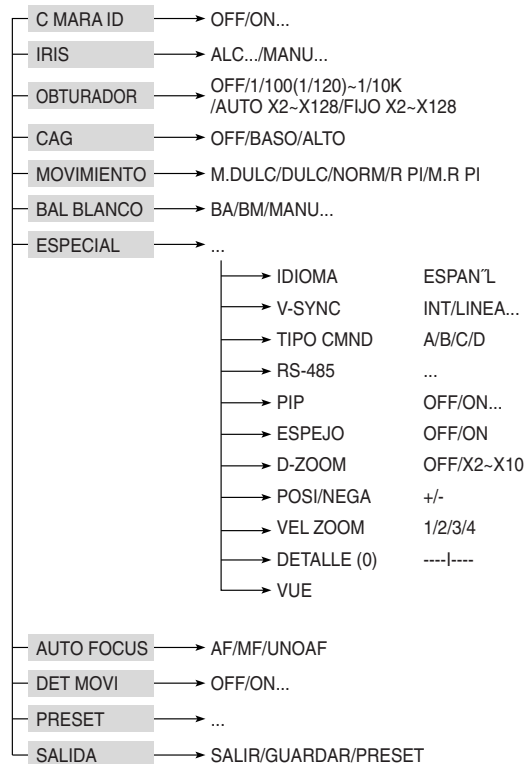 C MARA ID OFF/ON...
IRIS ALC.../MANU...
OBTURADOR OFF/1/100(1/120)~1/10K
/AUTO X2~X128/FIJO X2~X128
CAG OFF/BASO/ALTO
MOVIMIENTO M.DULC/DULC/NORM/R PI/M.R PI
BAL BLANCO BA/BM/MANU...
ESPECIAL ...
IDIOMA ESPAN˝L
V-SYNC INT/LINEA...
TIPO CMND A/B/C/D
RS-485 ...
PIP OFF/ON...
ESPEJO OFF/ON
D-ZOOM OFF/X2~X10
POSI/NEGA +/-
VEL ZOOM 1/2/3/4
DETALLE (0) ----I----
VUE
AUTO FOCUS AF/MF/UNOAF
DET MOVI OFF/ON...
PRESET ...
SALIDA SALIR/GUARDAR/PRESET